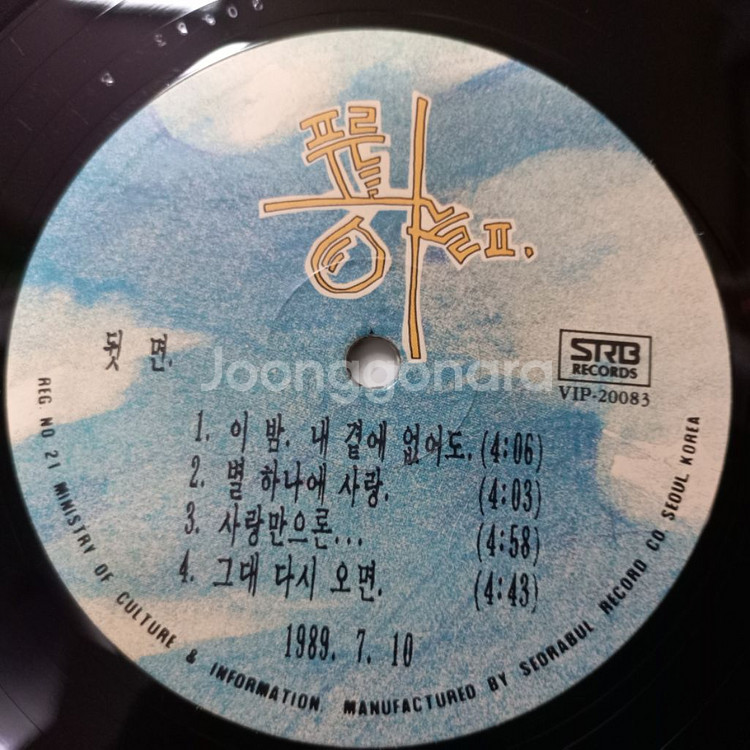 푸른
하늘 II.
뒷 면.
SRB
RECORDS
VIP-20083
Joonggonara
1. 이 밤. 내 곁에 없어도. (4:06)
2. 별 하나에 사랑. (4:03)
3. 사랑만으론... (4:58)
4. 그대 다시 오면. (4:43)
1989. 7. 10
REG. NO 21 MINISTRY OF CULTURE & INFORMATION. MANUFACTURED BY SEORABUL RECORD CO. SEOUL KOREA